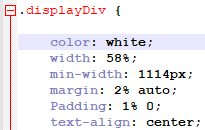 .displayDiv {
color: white;
width: 58%;
min-width: 1114px;
margin: 2% auto;
Padding: 1% 0;
text-align: center;